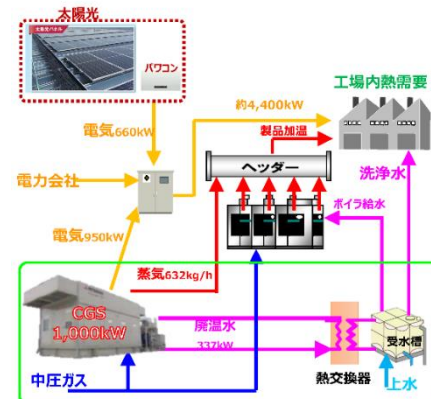 太陽光
パワコン
工場内熱需要
約4,400kW
電気660kW
製品加温
ヘッダー
電力会社
洗浄水
ボイラ給水
電気950kW
蒸気632kg/h
CGS
1,000kW
廃温水
337kW
受水槽
中圧ガス
熱交換器
上水